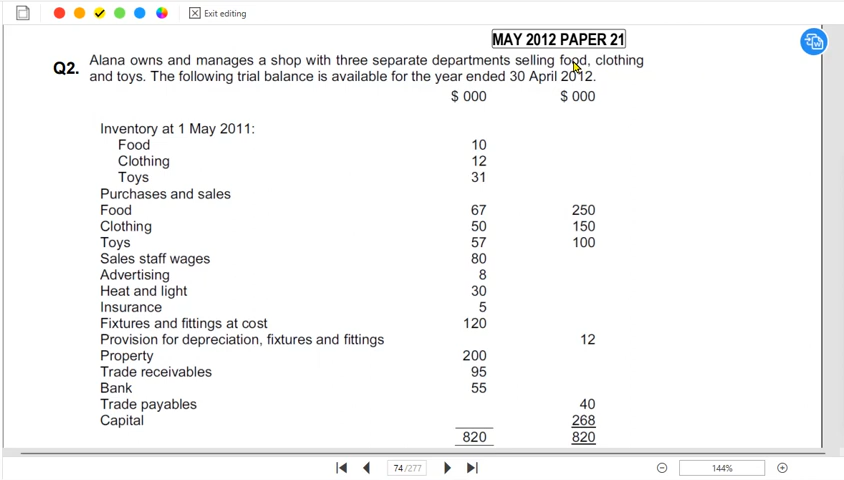 Exit editing
MAY 2012 PAPER 21
Q2. Alana owns and manages a shop with three separate departments selling food, clothing
and toys. The following trial balance is available for the year ended 30 April 2012.
$ 000 $ 000
Inventory at 1 May 2011:
Food 10
Clothing 12
Toys 31
Purchases and sales
Food 67 250
Clothing 50 150
Toys 57 100
Sales staff wages 80
Advertising 8
Heat and light 30
Insurance 5
Fixtures and fittings at cost 120
Provision for depreciation, fixtures and fittings 12
Property 200
Trade receivables 95
Bank 55
Trade payables 40
Capital 268
820 820
74 /277 144%